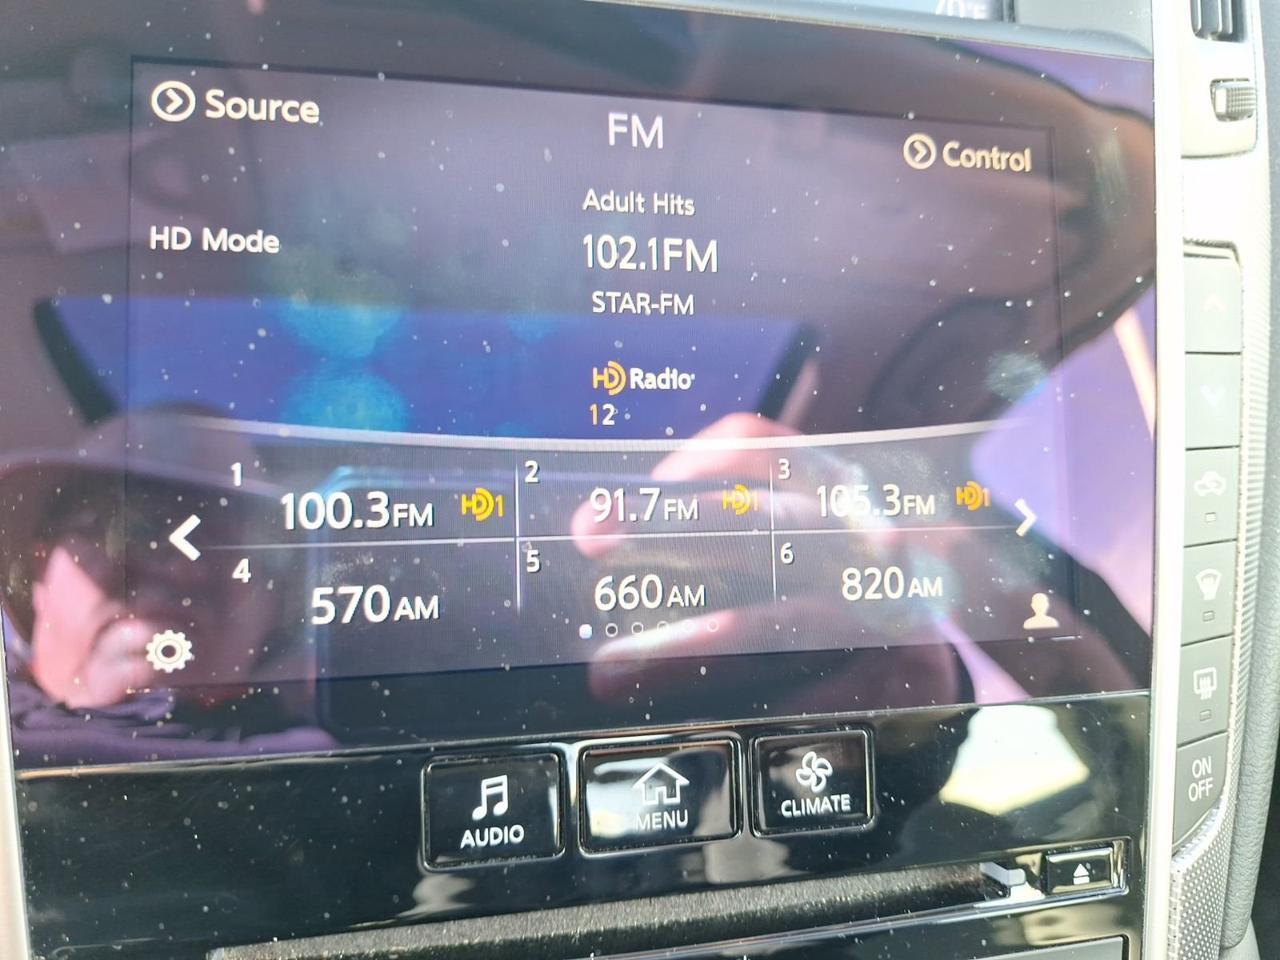 70°F
Source
FM
Control
Adult Hits
HD Mode
102.1FM
STAR-FM
HD Radio
12
1
100.3FM HD1
2
91.7FM HD1
3
105.3FM HD1
4
570AM
5
660AM
6
820AM
AUDIO
MENU
CLIMATE
ON
OFF